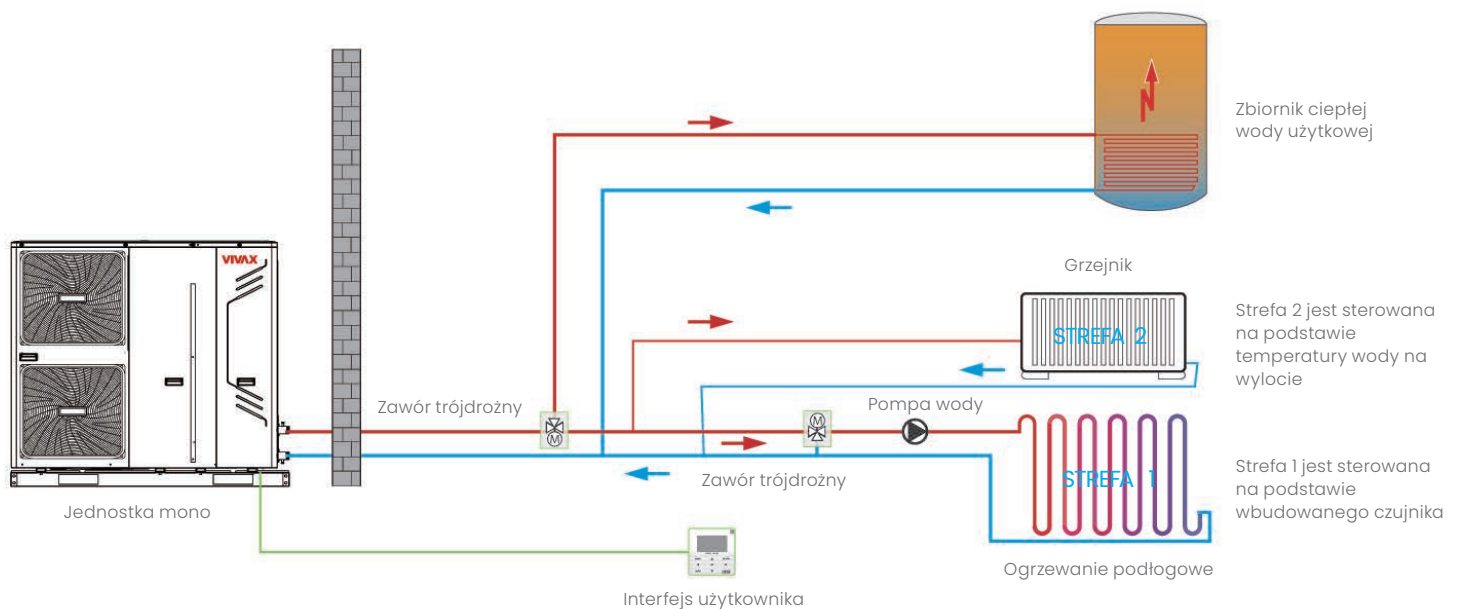 Zbiornik ciepłej
wody użytkowej
VIVAX
Grzejnik
STREFA 2
Strefa 2 jest sterowana
na podstawie
temperatury wody na
wylocie
Zawór trójdrożny
M
Pompa wody
M
Zawór trójdrożny
STREFA 1
Strefa 1 jest sterowana
na podstawie
wbudowanego czujnika
Jednostka mono
Ogrzewanie podłogowe
Interfejs użytkownika